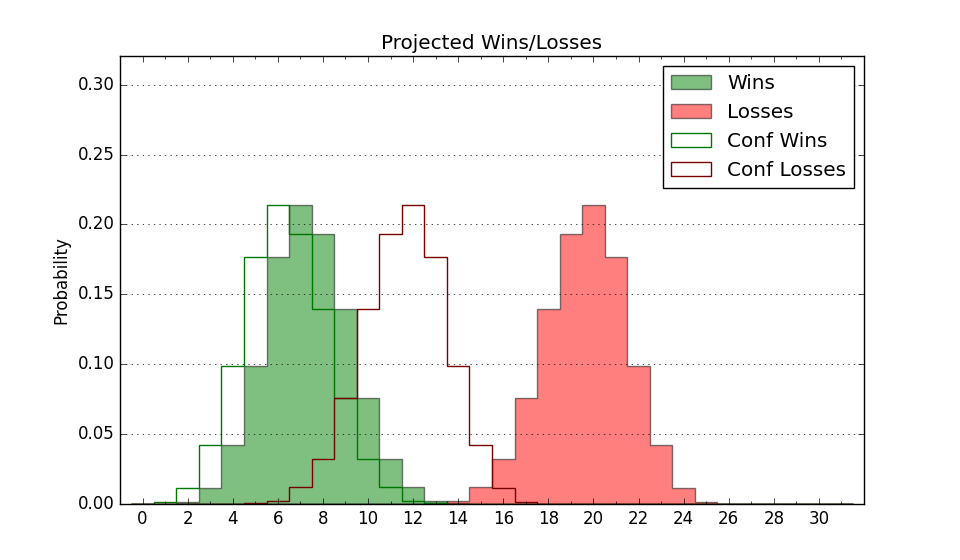 Projected Wins/Losses
Wins
Losses
Conf Wins
Conf Losses
Probability
0.30
0.25
0.20
0.15
0.10
0.05
0.00
0 2 4 6 8 10 12 14 16 18 20 22 24 26 28 30